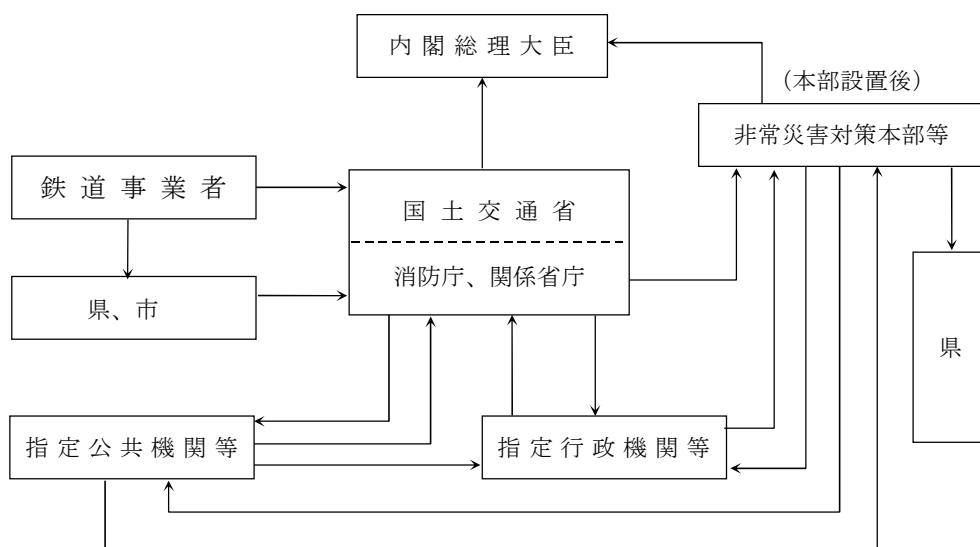 内閣総理大臣
（本部設置後）
非常災害対策本部等
鉄道事業者
国土交通省
消防庁、関係省庁
県、市
県
指定公共機関等
指定行政機関等